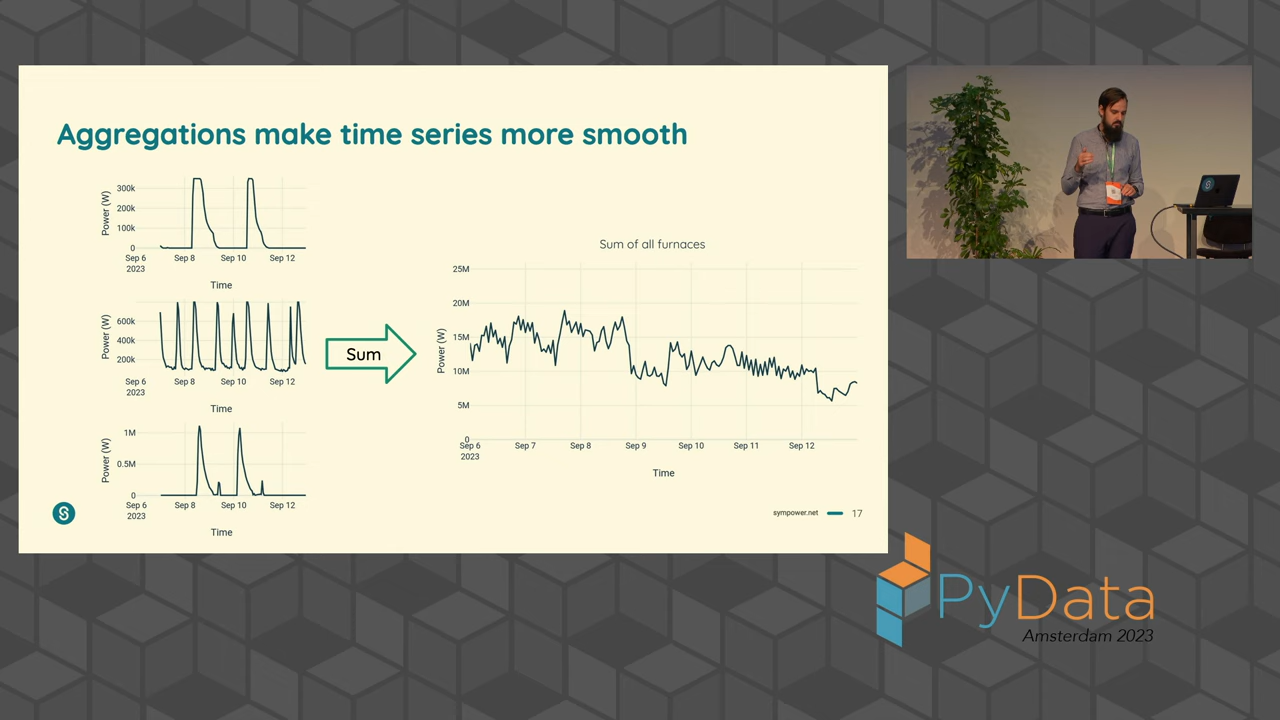 Aggregations make time series more smooth
Power (W)
300k
200k
100k
0
Sep 6 Sep 8 Sep 10 Sep 12
2023
Time
Power (W)
600k
400k
200k
Sep 6 Sep 8 Sep 10 Sep 12
2023
Time
Power (W)
1M
0.5M
0
Sep 6 Sep 8 Sep 10 Sep 12
2023
Time
Sum
Sum of all furnaces
Power (W)
25M
20M
15M
10M
5M
0
Sep 6 Sep 7 Sep 8 Sep 9 Sep 10 Sep 11 Sep 12
2023
Time
S
sympower.net 17
PyData
Amsterdam 2023